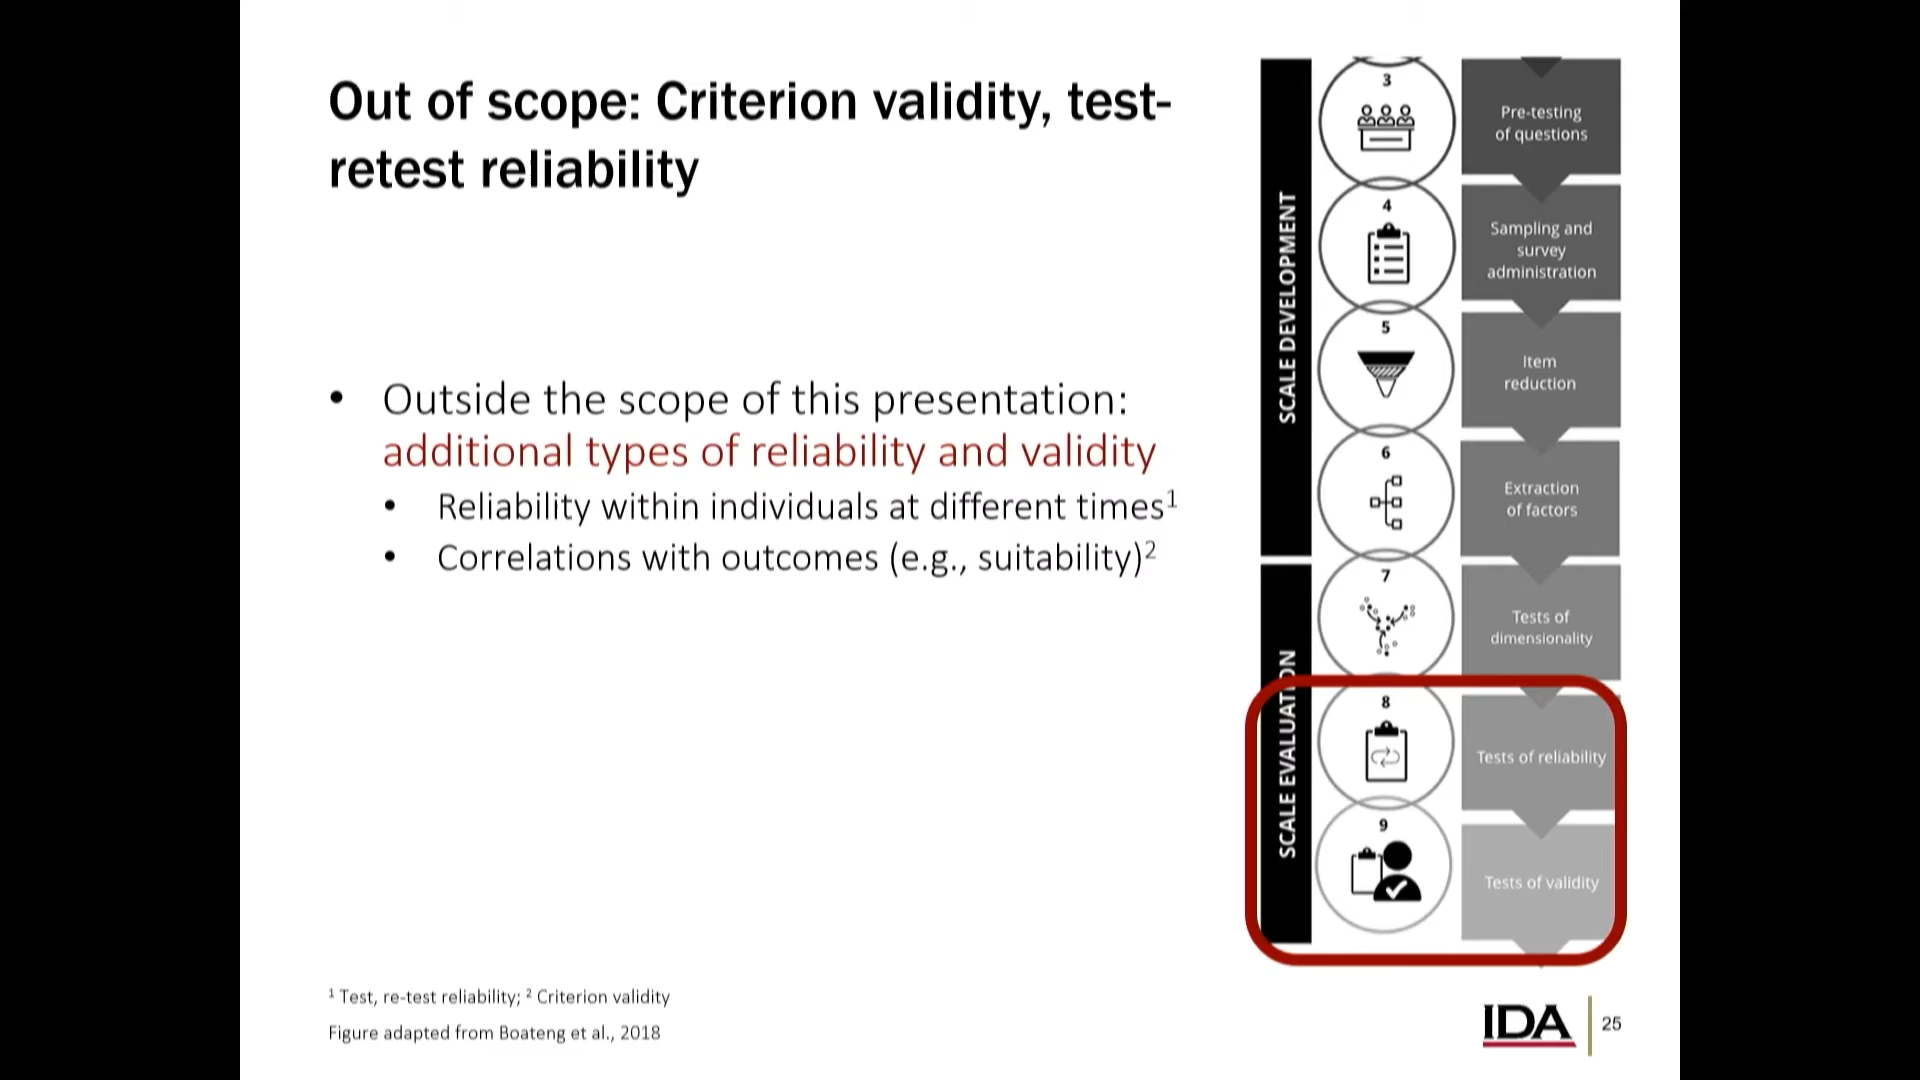 Out of scope: Criterion validity, test-
retest reliability
• Outside the scope of this presentation:
additional types of reliability and validity
• Reliability within individuals at different times¹
• Correlations with outcomes (e.g., suitability)²
¹ Test, re-test reliability; ² Criterion validity
Figure adapted from Boateng et al., 2018
SCALE DEVELOPMENT
3
Pre-testing
of questions
4
Sampling and
survey
administration
5
Item
reduction
6
Extraction
of factors
SCALE EVALUATION
7
Tests of
dimensionality
8
Tests of reliability
9
Tests of validity
IDA
25